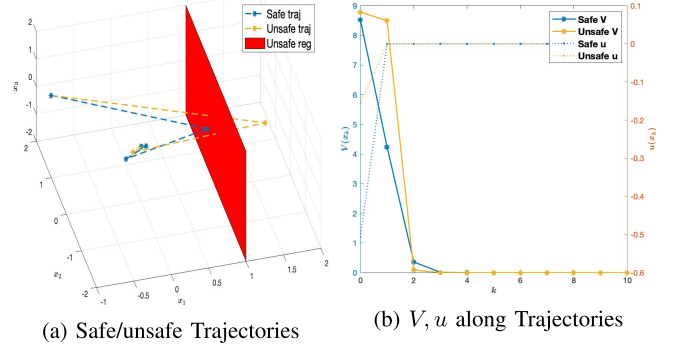 Safe traj
Unsafe traj
Unsafe reg
x₃
2
1
0
-1
-2
2
1
0
-1
-2
x₂
-1
-0.5
0
0.5
1
1.5
2
x₁
(a) Safe/unsafe Trajectories
Safe V
Unsafe V
Safe u
Unsafe u
V(xₖ)
9
8
7
6
5
4
3
2
1
0
0
2
4
6
8
10
k
0.1
0
-0.1
-0.2
-0.3
-0.4
-0.5
-0.6
u(xₖ)
(b) V, u along Trajectories